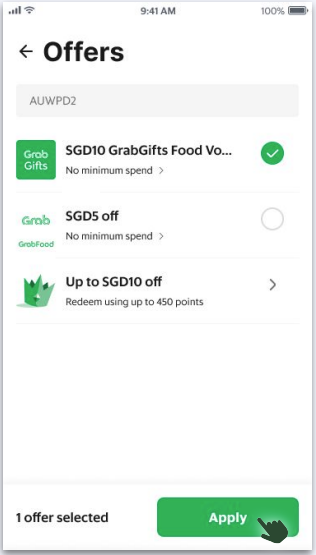 9:41 AM
100%
Offers
AUWPD2
Grab
Gifts
SGD10 GrabGifts Food Vo...
No minimum spend
Grab
GrabFood
SGD5 off
No minimum spend
Up to SGD10 off
Redeem using up to 450 points
1 offer selected
Apply